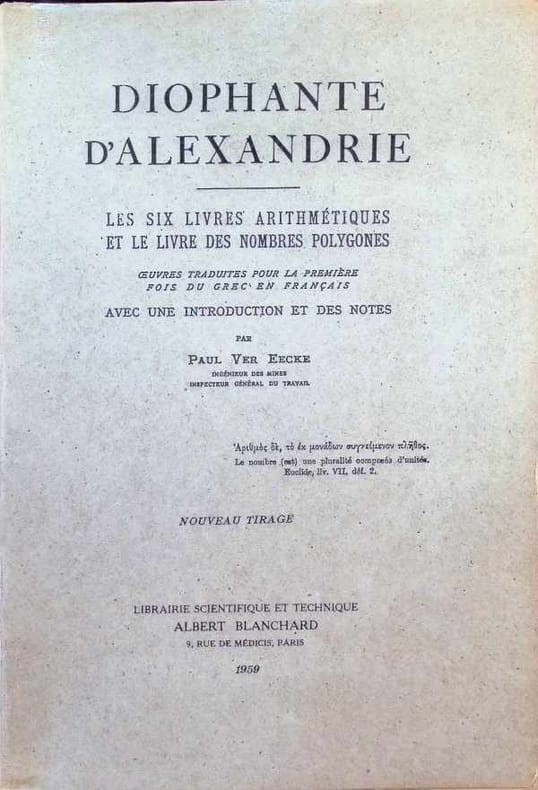 DIOPHANTE
D'ALEXANDRIE
LES SIX LIVRES ARITHMÉTIQUES
ET LE LIVRE DES NOMBRES POLYGONES
ŒUVRES TRADUITES POUR LA PREMIÈRE
FOIS DU GREC EN FRANÇAIS
AVEC UNE INTRODUCTION ET DES NOTES
PAR
PAUL VER EECKE
INGÉNIEUR DES MINES
INSPECTEUR GÉNÉRAL DU TRAVAIL
Ἀριθμὸς δὲ, τὸ ἐκ μονάδων συγκείμενον πλῆθος.
Le nombre (est) une pluralité composée d'unités.
Euclide, liv. VII, déf. 2.
NOUVEAU TIRAGE
LIBRAIRIE SCIENTIFIQUE ET TECHNIQUE
ALBERT BLANCHARD
9, RUE DE MÉDICIS, PARIS
1959